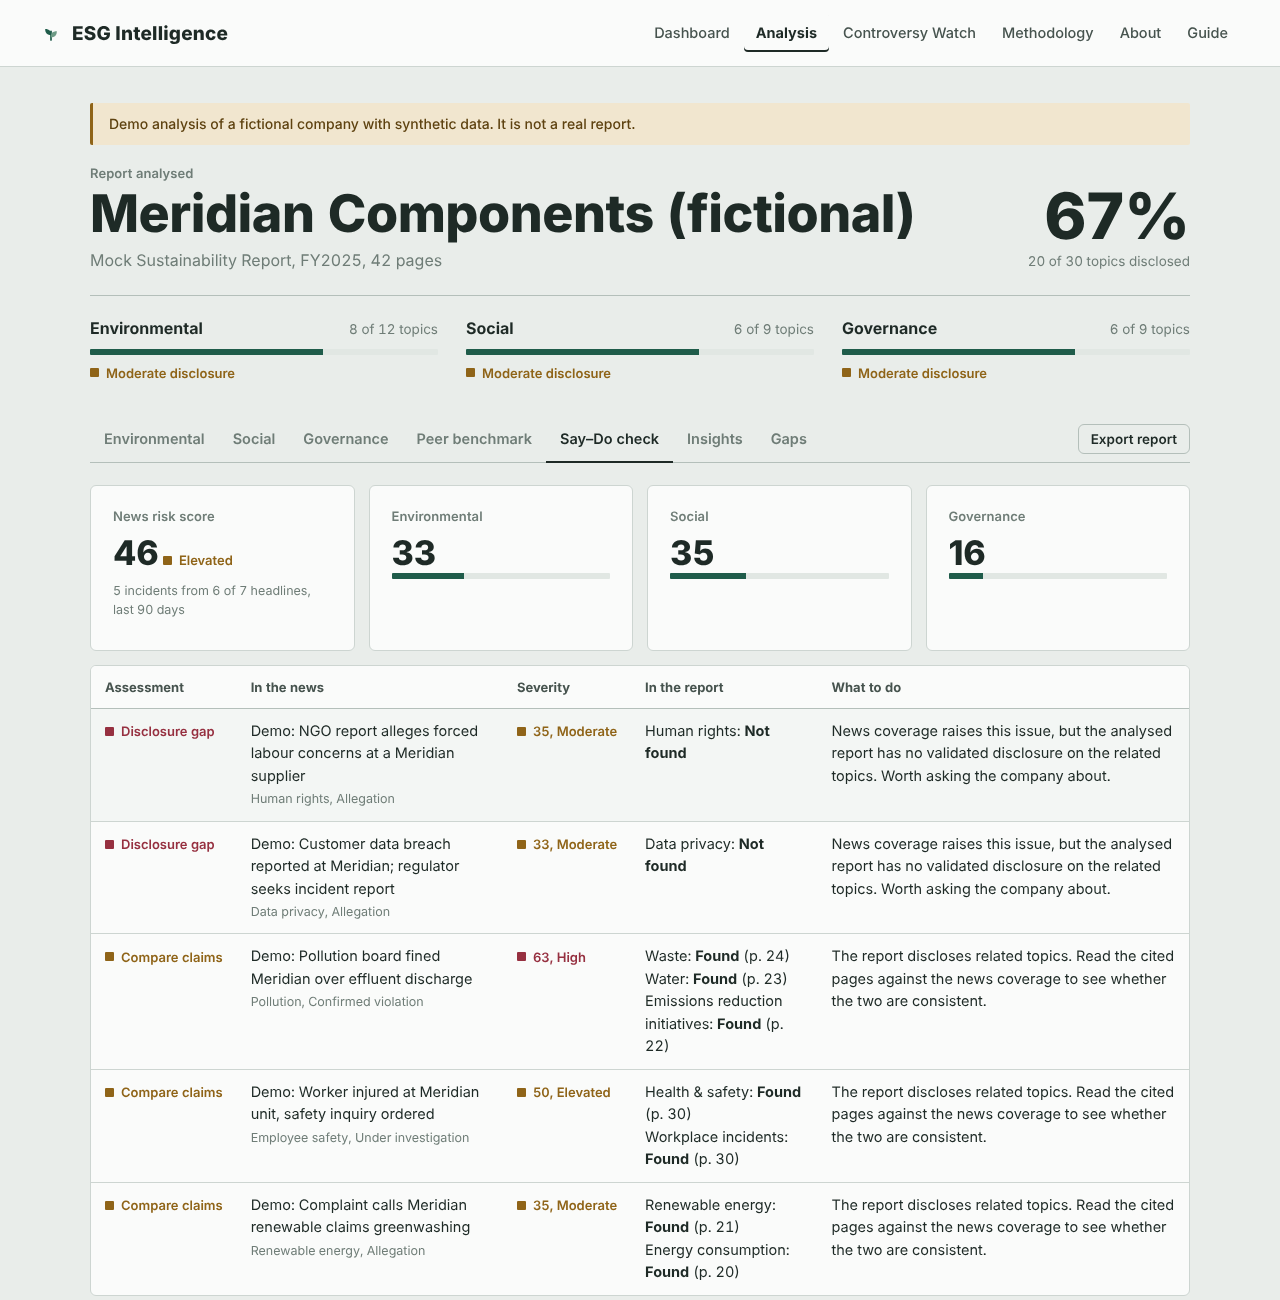 ESG Intelligence
Dashboard Analysis Controversy Watch Methodology About Guide
Demo analysis of a fictional company with synthetic data. It is not a real report.
Report analysed
Meridian Components (fictional)
67%
Mock Sustainability Report, FY2025, 42 pages
20 of 30 topics disclosed
Environmental 8 of 12 topics
Moderate disclosure
Social 6 of 9 topics
Moderate disclosure
Governance 6 of 9 topics
Moderate disclosure
Environmental Social Governance Peer benchmark Say–Do check Insights Gaps
Export report
News risk score
46 Elevated
5 incidents from 6 of 7 headlines,
last 90 days
Environmental
33
Social
35
Governance
16
Assessment In the news Severity In the report What to do
Disclosure gap
Demo: NGO report alleges forced
labour concerns at a Meridian
supplier
Human rights, Allegation
35, Moderate
Human rights: Not
found
News coverage raises this issue, but the analysed
report has no validated disclosure on the related
topics. Worth asking the company about.
Disclosure gap
Demo: Customer data breach
reported at Meridian; regulator
seeks incident report
Data privacy, Allegation
33, Moderate
Data privacy: Not
found
News coverage raises this issue, but the analysed
report has no validated disclosure on the related
topics. Worth asking the company about.
Compare claims
Demo: Pollution board fined
Meridian over effluent discharge
Pollution, Confirmed violation
63, High
Waste: Found (p. 24)
Water: Found (p. 23)
Emissions reduction
initiatives: Found (p.
22)
The report discloses related topics. Read the cited
pages against the news coverage to see whether
the two are consistent.
Compare claims
Demo: Worker injured at Meridian
unit, safety inquiry ordered
Employee safety, Under investigation
50, Elevated
Health & safety: Found
(p. 30)
Workplace incidents:
Found (p. 30)
The report discloses related topics. Read the cited
pages against the news coverage to see whether
the two are consistent.
Compare claims
Demo: Complaint calls Meridian
renewable claims greenwashing
Renewable energy, Allegation
35, Moderate
Renewable energy:
Found (p. 21)
Energy consumption:
Found (p. 20)
The report discloses related topics. Read the cited
pages against the news coverage to see whether
the two are consistent.